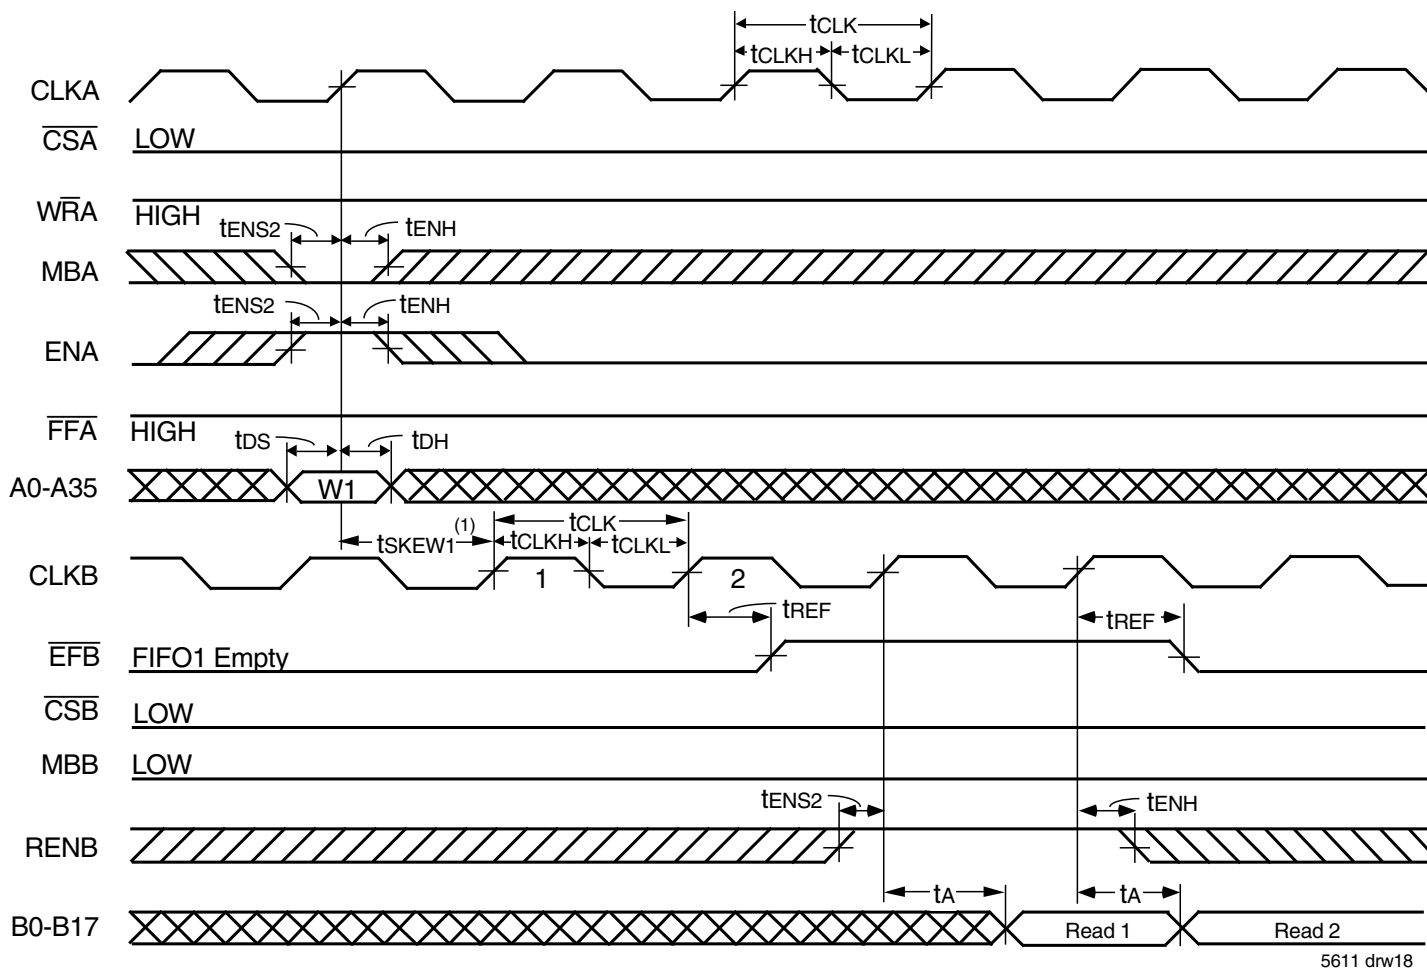 tCLK
tCLKH tCLKL
CLKA
CSA LOW
WRA HIGH
tENS2 tENH
MBA
tENS2 tENH
ENA
FFA HIGH
tDS tDH
A0-A35 W1
tSKEW1(1) tCLK
tCLKH tCLKL
CLKB 1 2
tREF tREF
EFB FIFO1 Empty
CSB LOW
MBB LOW
tENS2 tENH
RENB
tA tA
B0-B17 Read 1 Read 2
5611 drw18